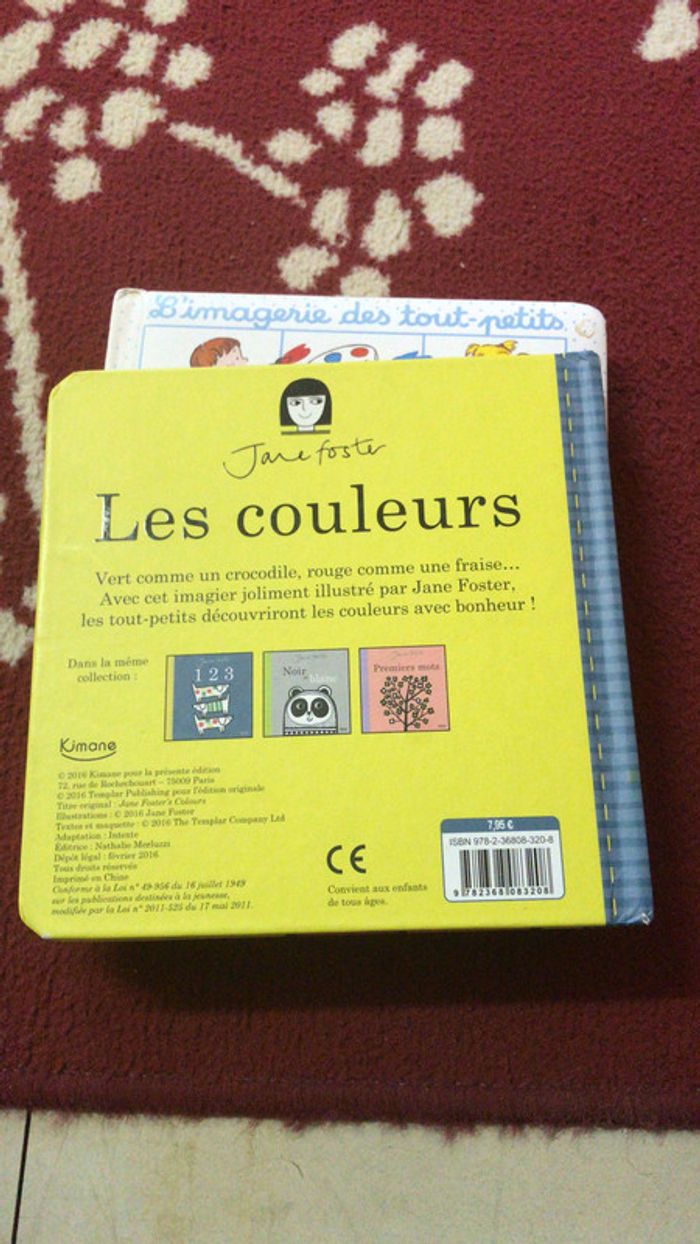 L'imagerie des tout-petits
Jane foster
Les couleurs
Vert comme un crocodile, rouge comme une fraise...
Avec cet imagier joliment illustré par Jane Foster,
les tout-petits découvriront les couleurs avec bonheur !
Dans la même
collection :
1 2 3
Noir
et blanc
Premiers mots
Kimane
© 2016 Kimane pour la présente édition
72, rue de Rochechouart – 75009 Paris
© 2016 Templar Publishing pour l'édition originale
Titre original : Jane Foster's Colours
Illustrations : © 2016 Jane Foster
Textes et maquette : © 2016 The Templar Company Ltd
Adaptation : Intexte
Éditrice : Nathalie Morluzzi
Dépôt légal : février 2016
Tous droits réservés
Imprimé en Chine
Conforme à la Loi n° 49-956 du 16 juillet 1949
sur les publications destinées à la jeunesse,
modifiée par la Loi n° 2011-525 du 17 mai 2011.
CE
Convient aux enfants
de tous âges.
7,95 €
ISBN 978-2-36808-320-8
9 782368 083208